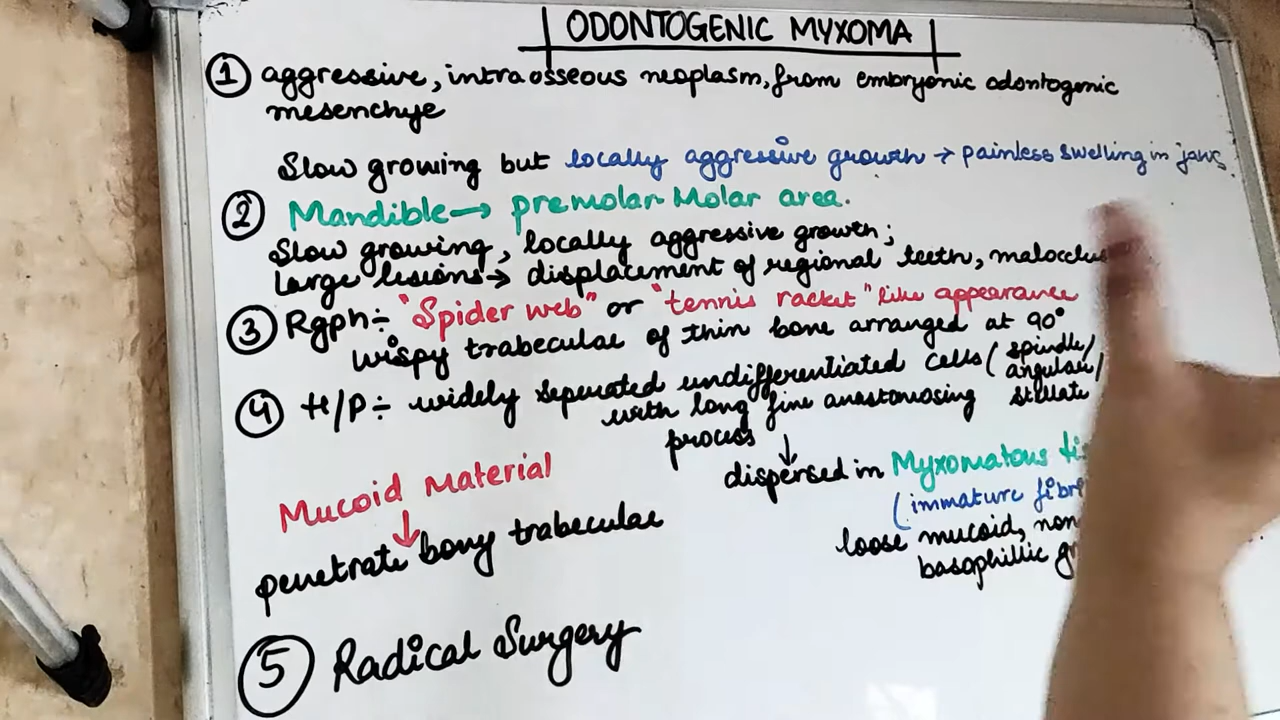 ODONTOGENIC MYXOMA
① aggressive, intraosseous neoplasm, from embryonic odontogenic
mesenchye
Slow growing but locally aggressive growth → painless swelling in jaws.
② Mandible → premolar Molar area.
Slow growing, locally aggressive growth;
Large lesions → displacement of regional teeth,
③ Rgph÷ "Spider web" or "tennis racket" like appearance
wispy trabeculae of thin bone arranged at 90°
④ H/P÷ widely seperated undifferentiated cells (spindle/
angular/
stellate
with long fine anastomosing
process
↓
dispersed in Myxomatous
(immature
loose mucoid,
basophillic
Mucoid Material
↓
penetrate bony trabeculae
⑤ Radical Surgery